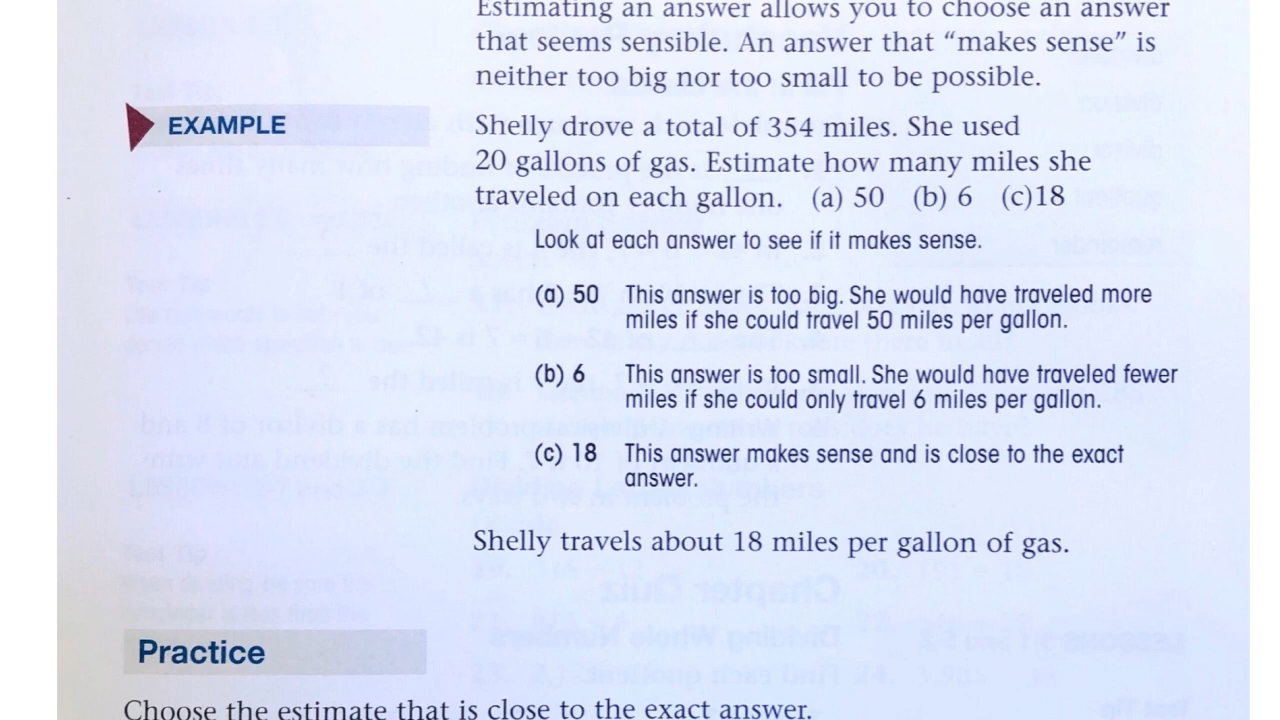 Estimating an answer allows you to choose an answer
that seems sensible. An answer that “makes sense” is
neither too big nor too small to be possible.
EXAMPLE
Shelly drove a total of 354 miles. She used
20 gallons of gas. Estimate how many miles she
traveled on each gallon. (a) 50 (b) 6 (c)18
Look at each answer to see if it makes sense.
(a) 50 This answer is too big. She would have traveled more
miles if she could travel 50 miles per gallon.
(b) 6 This answer is too small. She would have traveled fewer
miles if she could only travel 6 miles per gallon.
(c) 18 This answer makes sense and is close to the exact
answer.
Shelly travels about 18 miles per gallon of gas.
Practice
Choose the estimate that is close to the exact answer.